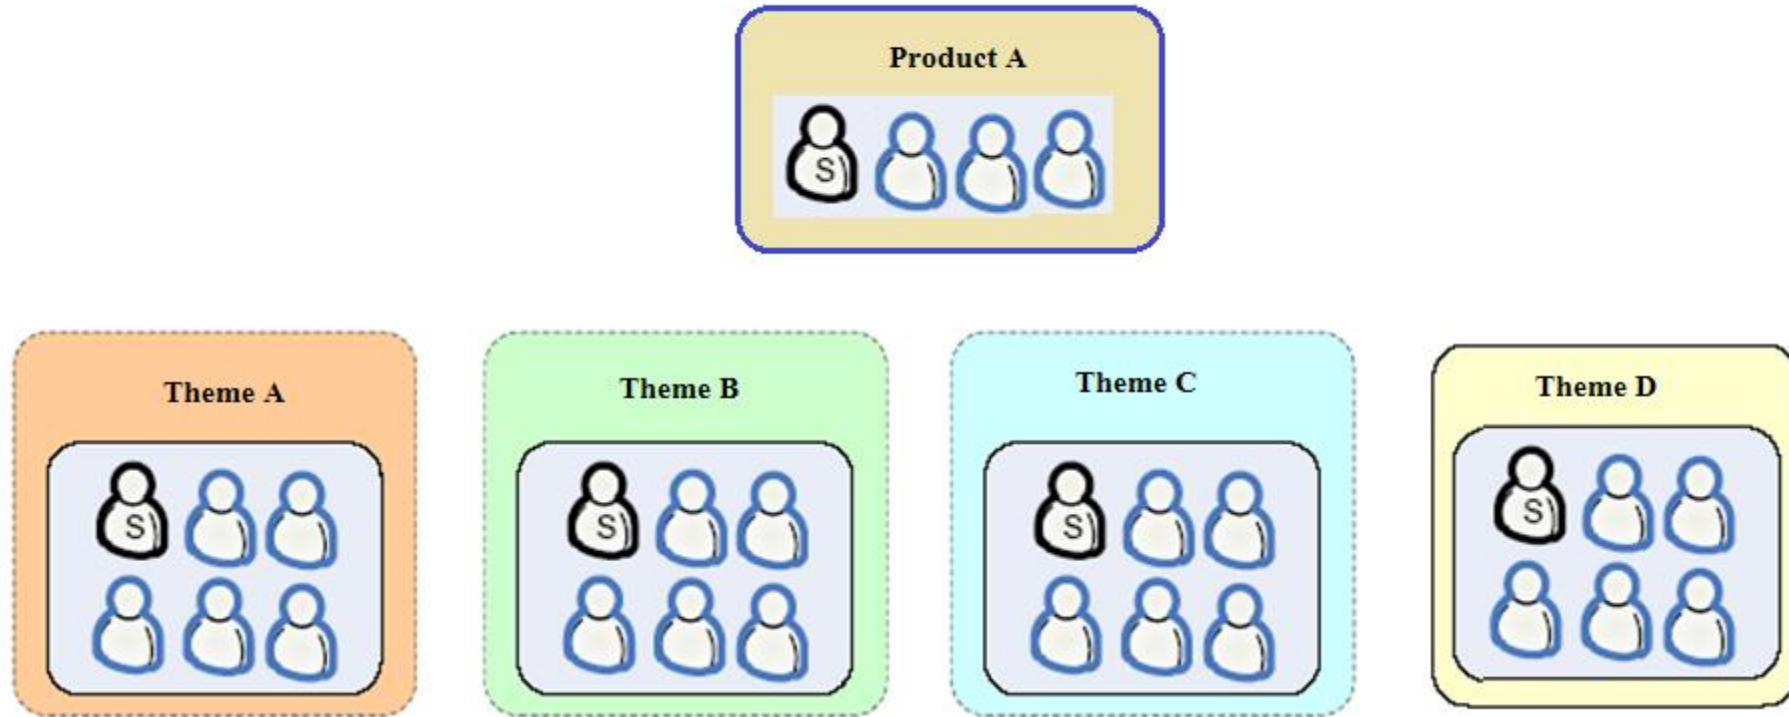 Product A
S
Theme A
Theme B
Theme C
Theme D
S
S
S
S